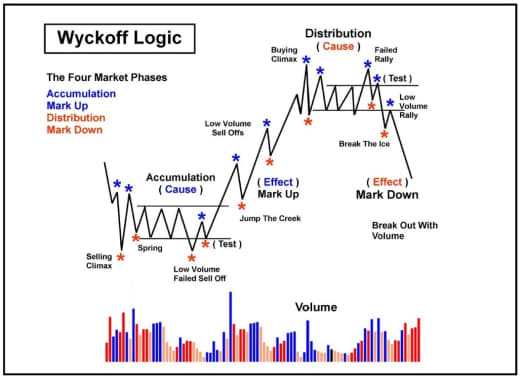 Wyckoff Logic
Distribution
( Cause )
Buying
Climax
Failed
Rally
The Four Market Phases
Accumulation
Mark Up
Distribution
Mark Down
( Test )
Low
Volume
Rally
Low Volume
Sell Offs
Break The Ice
Accumulation
( Cause )
( Effect )
Mark Up
( Effect )
Mark Down
Jump The Creek
Break Out With
Volume
Spring
( Test )
Selling
Climax
Low Volume
Failed Sell Off
Volume